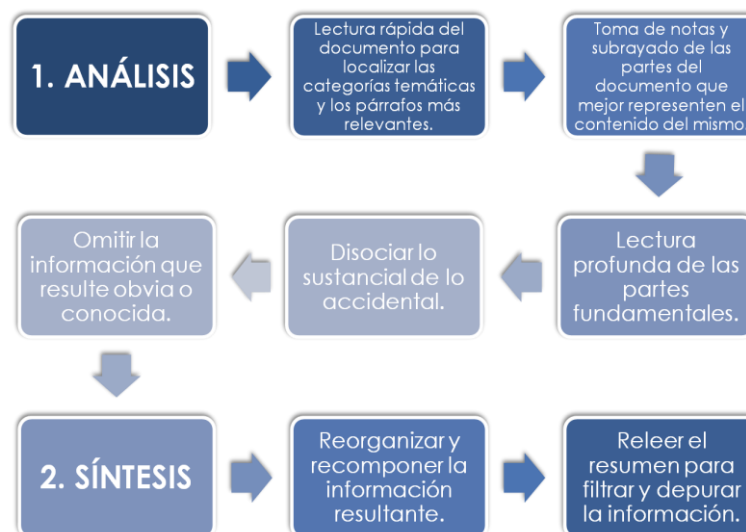 1. ANÁLISIS
Lectura rápida del
documento para
localizar las
categorías temáticas
y los párrafos más
relevantes.
Toma de notas y
subrayado de las
partes del
documento que
mejor representen el
contenido del mismo.
Lectura
profunda de las
partes
fundamentales.
Disociar lo
sustancial de lo
accidental.
Omitir la
información que
resulte obvia o
conocida.
2. SÍNTESIS
Reorganizar y
recomponer la
información
resultante.
Releer el
resumen para
filtrar y depurar
la información.